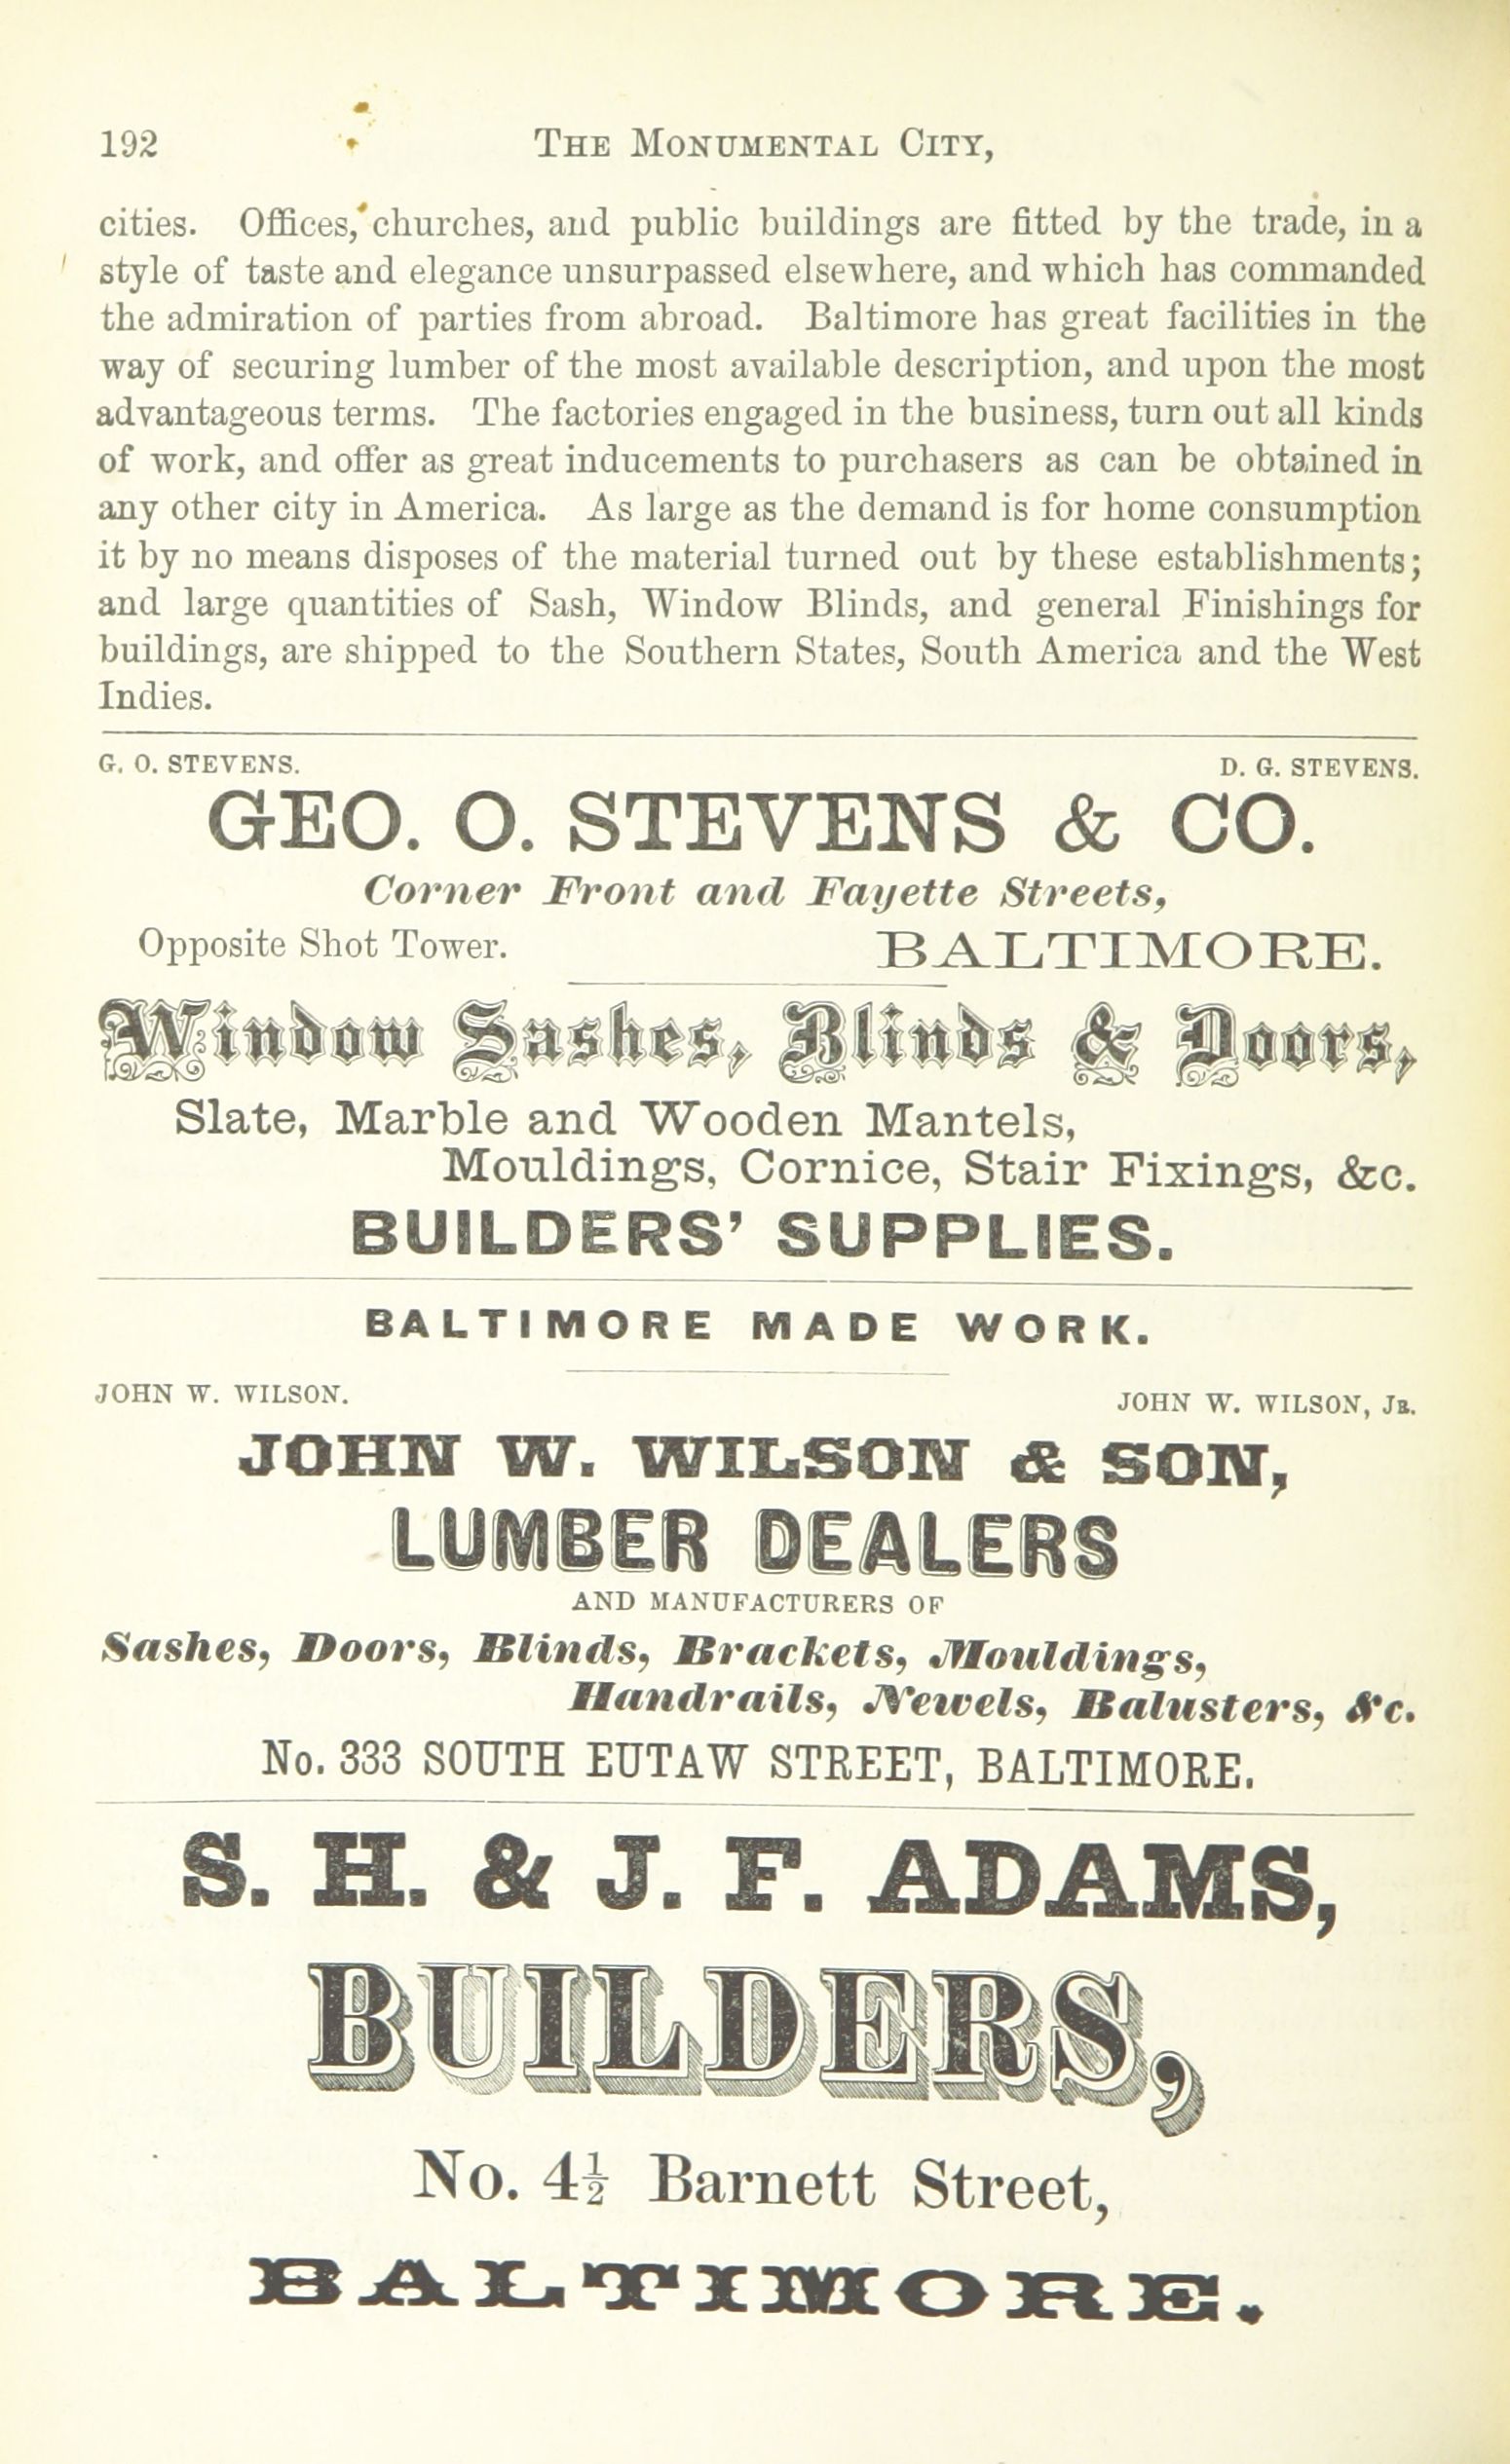 192
THE MONUMENTAL CITY,
cities. Offices, churches, and public buildings are fitted by the trade, in a
style of taste and elegance unsurpassed elsewhere, and which has commanded
the admiration of parties from abroad. Baltimore has great facilities in the
way of securing lumber of the most available description, and upon the most
advantageous terms. The factories engaged in the business, turn out all kinds
of work, and offer as great inducements to purchasers as can be obtained in
any other city in America. As large as the demand is for home consumption
it by no means disposes of the material turned out by these establishments;
and large quantities of Sash, Window Blinds, and general Finishings for
buildings, are shipped to the Southern States, South America and the West
Indies.
G. O. STEVENS. D. G. STEVENS.
GEO. O. STEVENS & CO.
Corner Front and Fayette Streets,
Opposite Shot Tower. BALTIMORE.
Window Sashes, Blinds & Doors,
Slate, Marble and Wooden Mantels,
Mouldings, Cornice, Stair Fixings, &c.
BUILDERS' SUPPLIES.
BALTIMORE MADE WORK.
JOHN W. WILSON. JOHN W. WILSON, JR.
JOHN W. WILSON & SON,
LUMBER DEALERS
AND MANUFACTURERS OF
Sashes, Doors, Blinds, Brackets, Mouldings,
Handrails, Newels, Balusters, &c.
No. 333 SOUTH EUTAW STREET, BALTIMORE.
S. H. & J. F. ADAMS,
BUILDERS,
No. 4½ Barnett Street,
BALTIMORE.